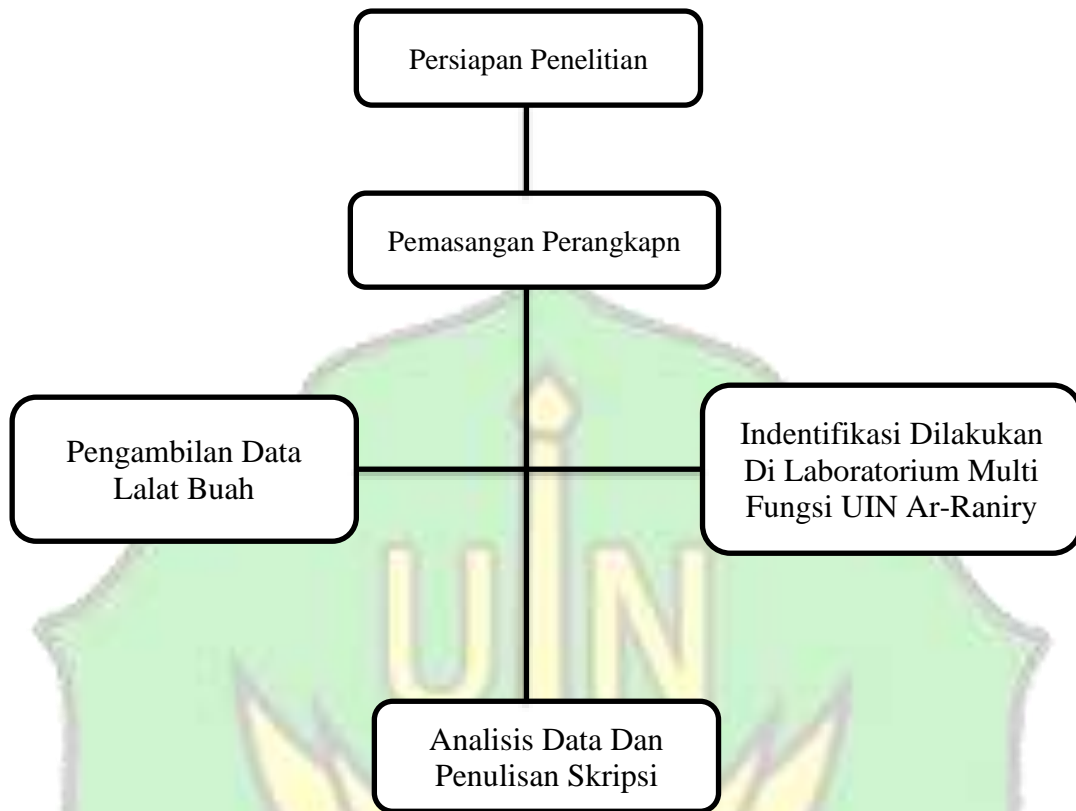 Persiapan Penelitian
Pemasangan Perangkapn
Pengambilan Data
Lalat Buah
Indentifikasi Dilakukan
Di Laboratorium Multi
Fungsi UIN Ar-Raniry
UIN
Analisis Data Dan
Penulisan Skripsi